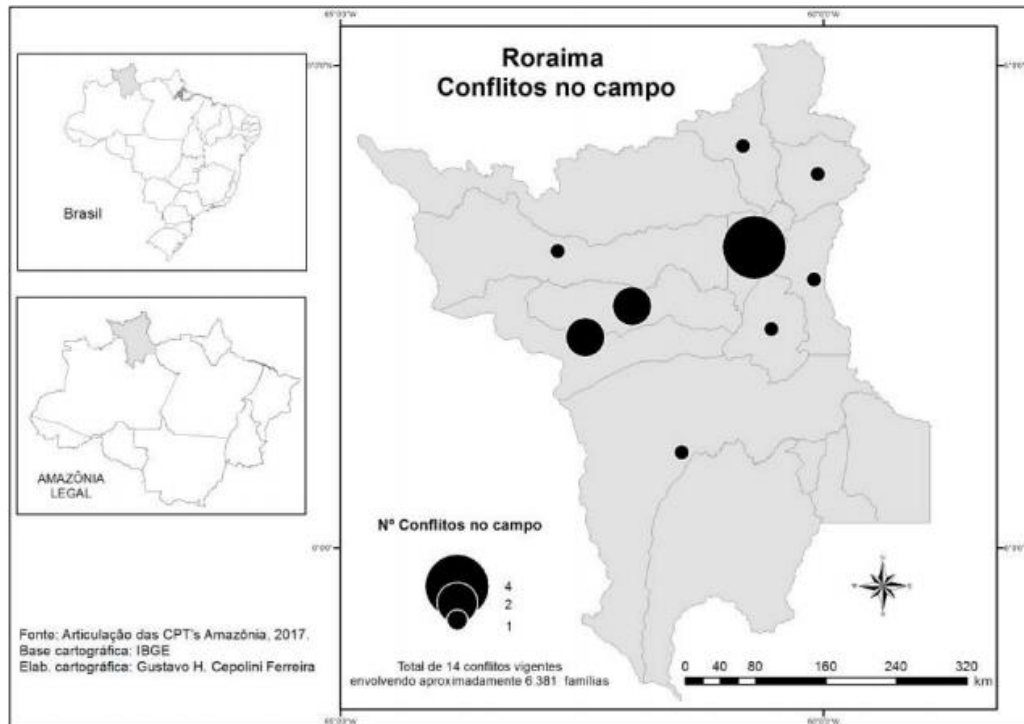 Roraima
Conflitos no campo
Brasil
AMAZÔNIA
LEGAL
Nº Conflitos no campo
4
2
1
Total de 14 conflitos vigentes
envolvendo aproximadamente 6.381 famílias
0 40 80 160 240 320
km
Fonte: Articulação das CPT's Amazônia, 2017.
Base cartográfica: IBGE
Elab. cartográfica: Gustavo H. Cepolini Ferreira